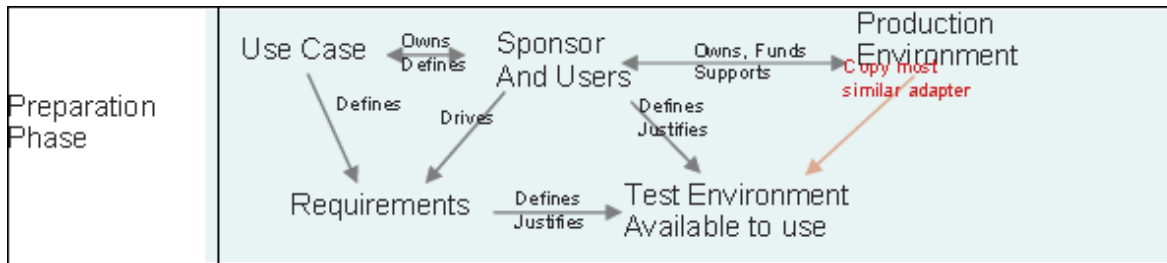 Preparation
Phase
Use Case
Owns
Defines
Sponsor
And Users
Owns, Funds
Supports
Production
Environment
Copy most
similar adapter
Defines
Drives
Defines
Justifies
Requirements
Defines
Justifies
Test Environment
Available to use